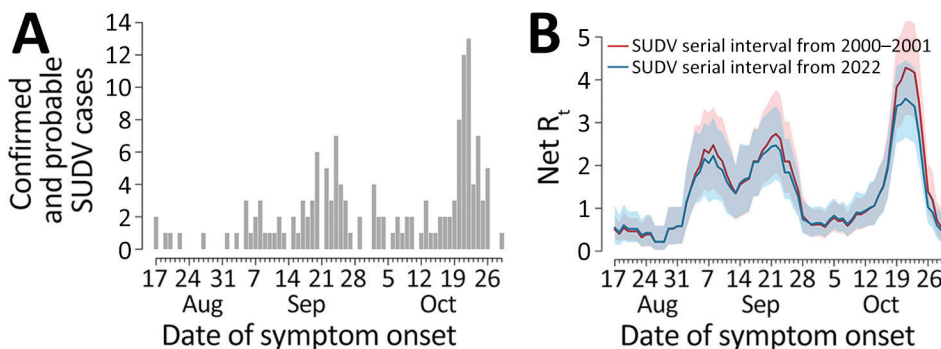 A
14
12
10
8
6
4
2
0
Confirmed
and probable
SUDV cases
17 24 31 7 14 21 28 5 12 19 26
Aug Sep Oct
Date of symptom onset
B
5
4
3
2
1
0
Net Rt
SUDV serial interval from 2000–2001
SUDV serial interval from 2022
17 24 31 7 14 21 28 5 12 19 26
Aug Sep Oct
Date of symptom onset